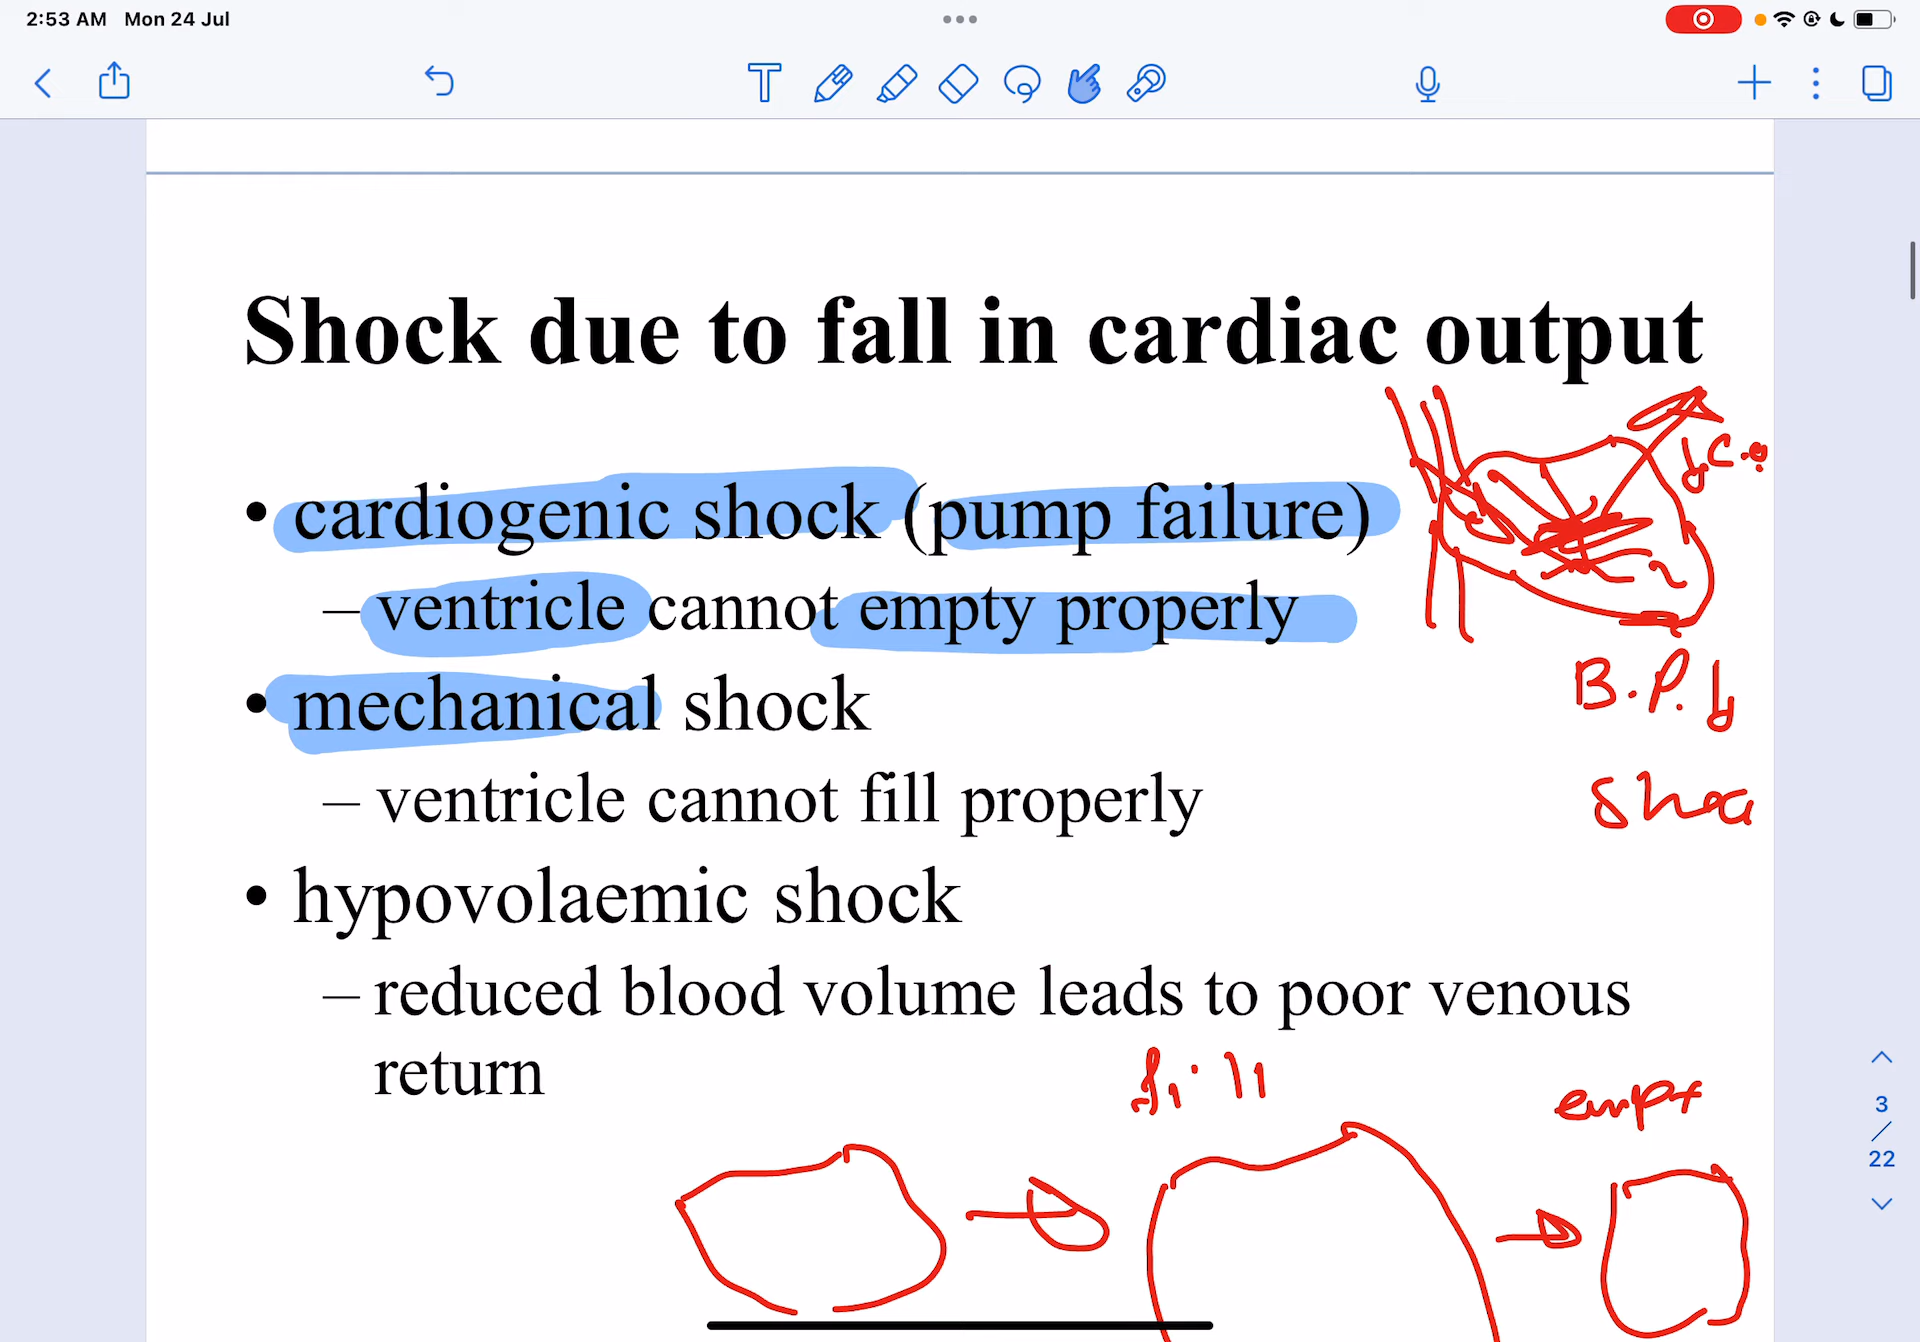 2:53 AM Mon 24 Jul
Shock due to fall in cardiac output
• cardiogenic shock (pump failure)
↓ C.O
– ventricle cannot empty properly
B.P. ↓
• mechanical shock
– ventricle cannot fill properly
• hypovolaemic shock
– reduced blood volume leads to poor venous
return
fill
empt
3
/
22